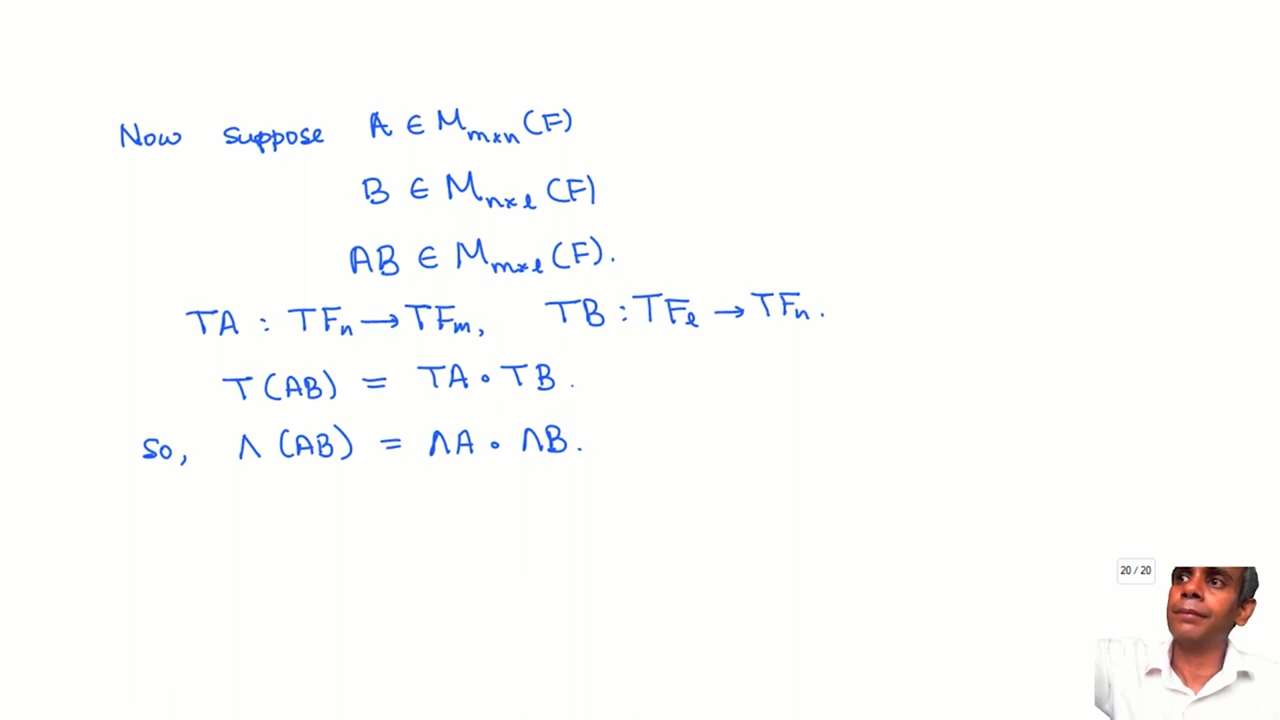 Now suppose A ∈ M_{m×n}(F)
B ∈ M_{n×l}(F)
AB ∈ M_{m×l}(F).
TA : TF_n → TF_m, TB : TF_l → TF_n.
T(AB) = TA ∘ TB.
So, Λ(AB) = ΛA ∘ ΛB.
20 / 20